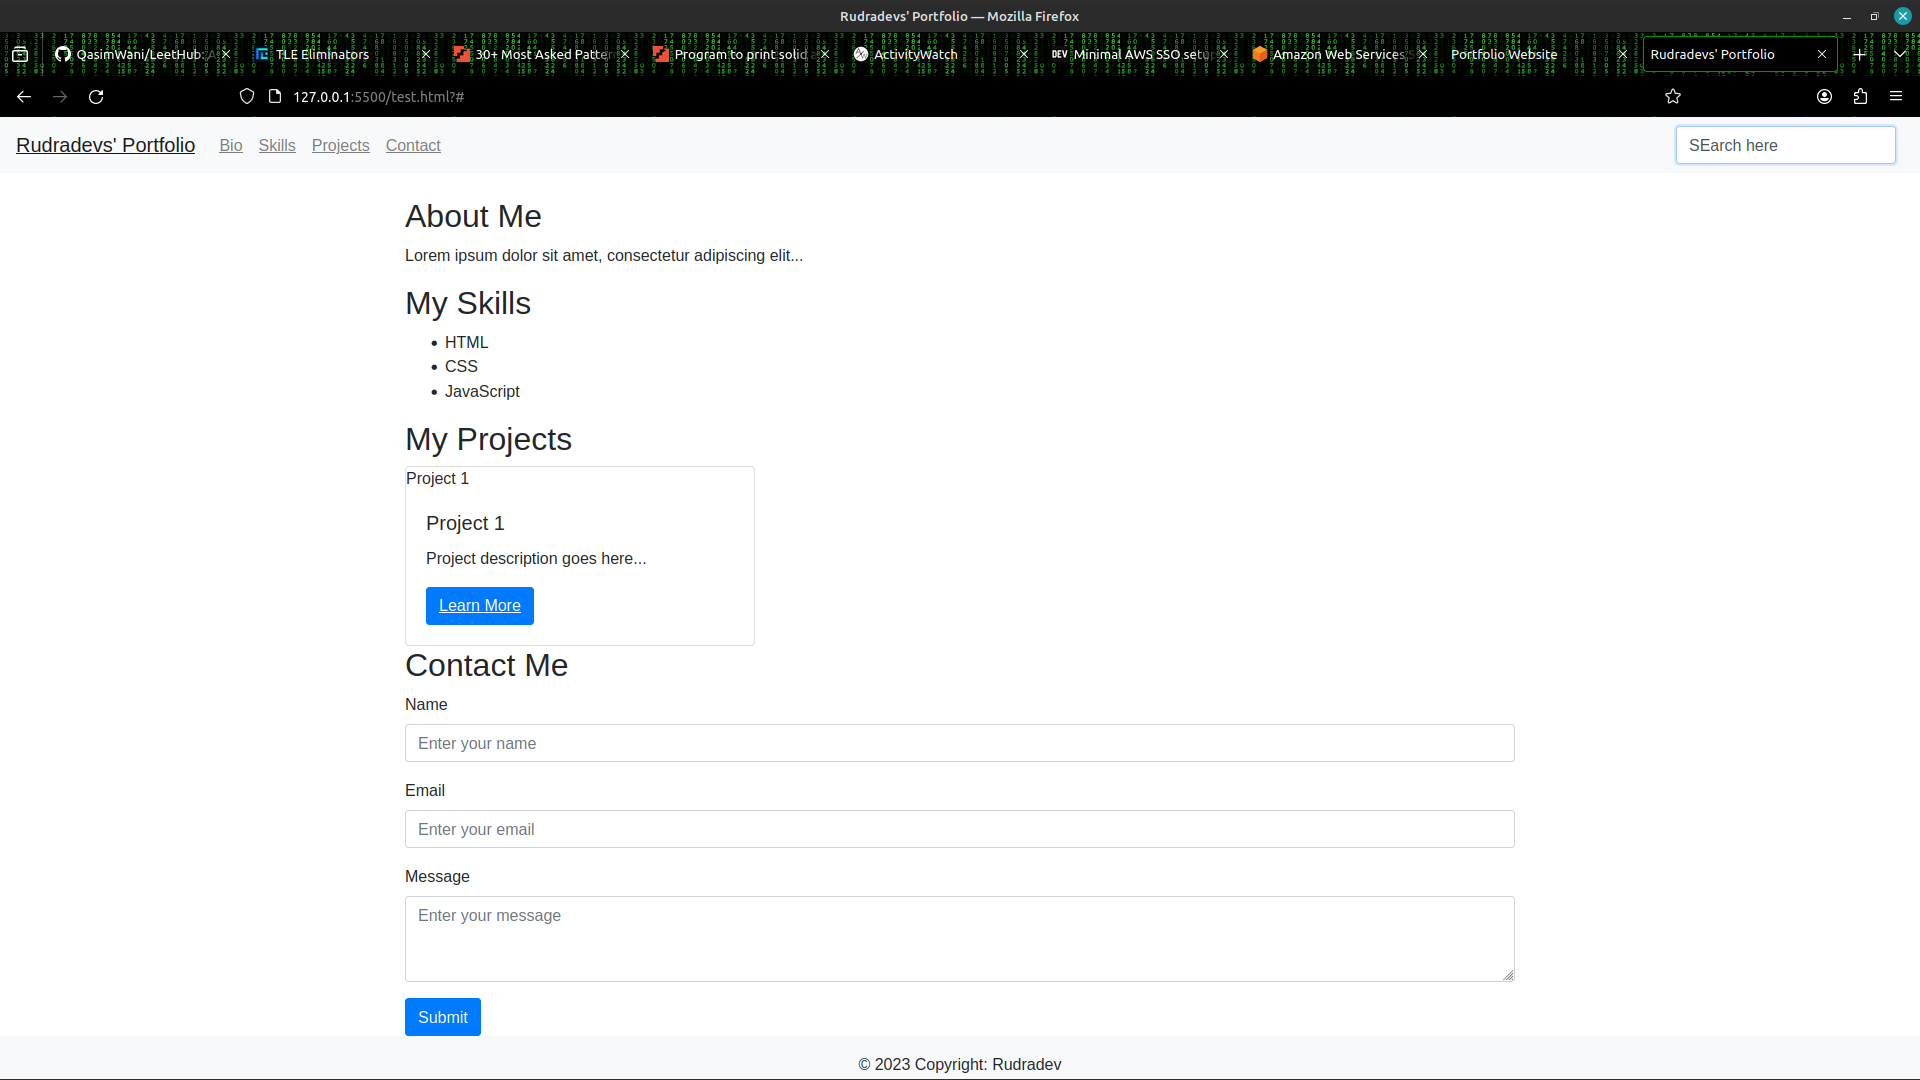 Rudradevs' Portfolio — Mozilla Firefox
QasimWani/LeetHub: A
TLE Eliminators
30+ Most Asked Pattern
Program to print solid a
ActivityWatch
DEV Minimal AWS SSO setup
Amazon Web Services
Portfolio Website
Rudradevs' Portfolio
127.0.0.1:5500/test.html?#
Rudradevs' Portfolio Bio Skills Projects Contact
SEarch here
About Me
Lorem ipsum dolor sit amet, consectetur adipiscing elit...
My Skills
• HTML
• CSS
• JavaScript
My Projects
Project 1
Project 1
Project description goes here...
Learn More
Contact Me
Name
Enter your name
Email
Enter your email
Message
Enter your message
Submit
© 2023 Copyright: Rudradev